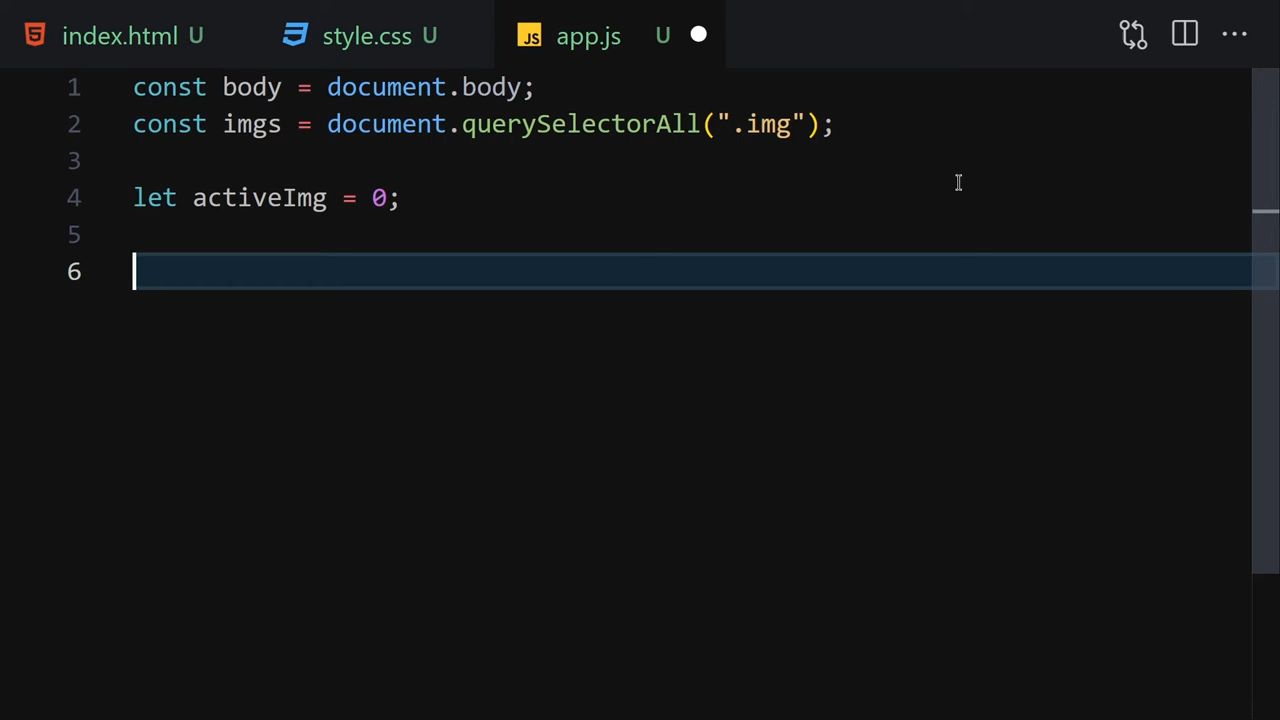 index.html U style.css U JS app.js U
1 const body = document.body;
2 const imgs = document.querySelectorAll(".img");
3
4 let activeImg = 0;
5
6